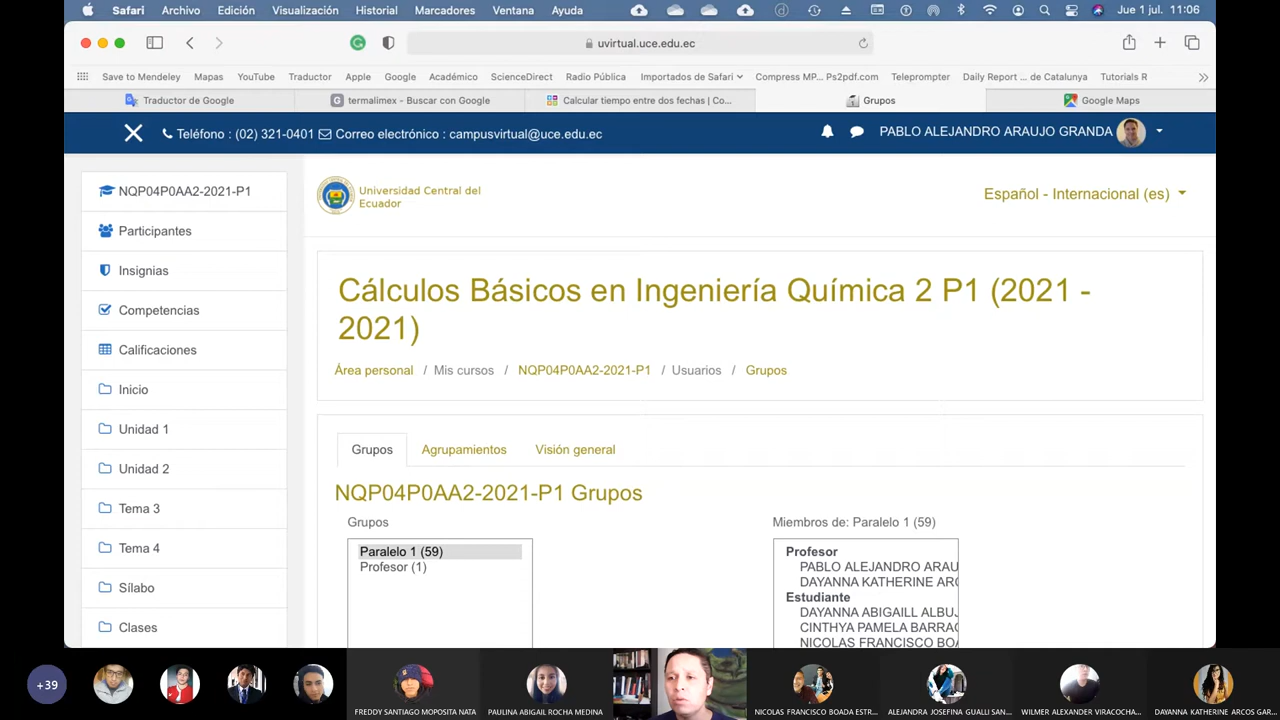 Safari Archivo Edición Visualización Historial Marcadores Ventana Ayuda Jue 1 jul. 11:06
uvirtual.uce.edu.ec
Save to Mendeley Mapas YouTube Traductor Apple Google Académico ScienceDirect Radio Pública Importados de Safari Compress MP... Ps2pdf.com Teleprompter Daily Report ... de Catalunya Tutorials R
Traductor de Google termalimex - Buscar con Google Calcular tiempo entre dos fechas | Co... Grupos Google Maps
Teléfono : (02) 321-0401 Correo electrónico : campusvirtual@uce.edu.ec PABLO ALEJANDRO ARAUJO GRANDA
NQP04P0AA2-2021-P1
Participantes
Insignias
Competencias
Calificaciones
Inicio
Unidad 1
Unidad 2
Tema 3
Tema 4
Sílabo
Clases
Universidad Central del
Ecuador
Español - Internacional (es)
Cálculos Básicos en Ingeniería Química 2 P1 (2021 -
2021)
Área personal / Mis cursos / NQP04P0AA2-2021-P1 / Usuarios / Grupos
Grupos Agrupamientos Visión general
NQP04P0AA2-2021-P1 Grupos
Grupos
Paralelo 1 (59)
Profesor (1)
Miembros de: Paralelo 1 (59)
Profesor
PABLO ALEJANDRO ARAU
DAYANNA KATHERINE ARC
Estudiante
DAYANNA ABIGAILL ALBUJ
CINTHYA PAMELA BARRAG
NICOLAS FRANCISCO BOA
+39
FREDDY SANTIAGO MOPOSITA NATA
PAULINA ABIGAIL ROCHA MEDINA
NICOLAS FRANCISCO BOADA ESTR...
ALEJANDRA JOSEFINA GUALLI SAN...
WILMER ALEXANDER VIRACOCHA...
DAYANNA KATHERINE ARCOS GAR...